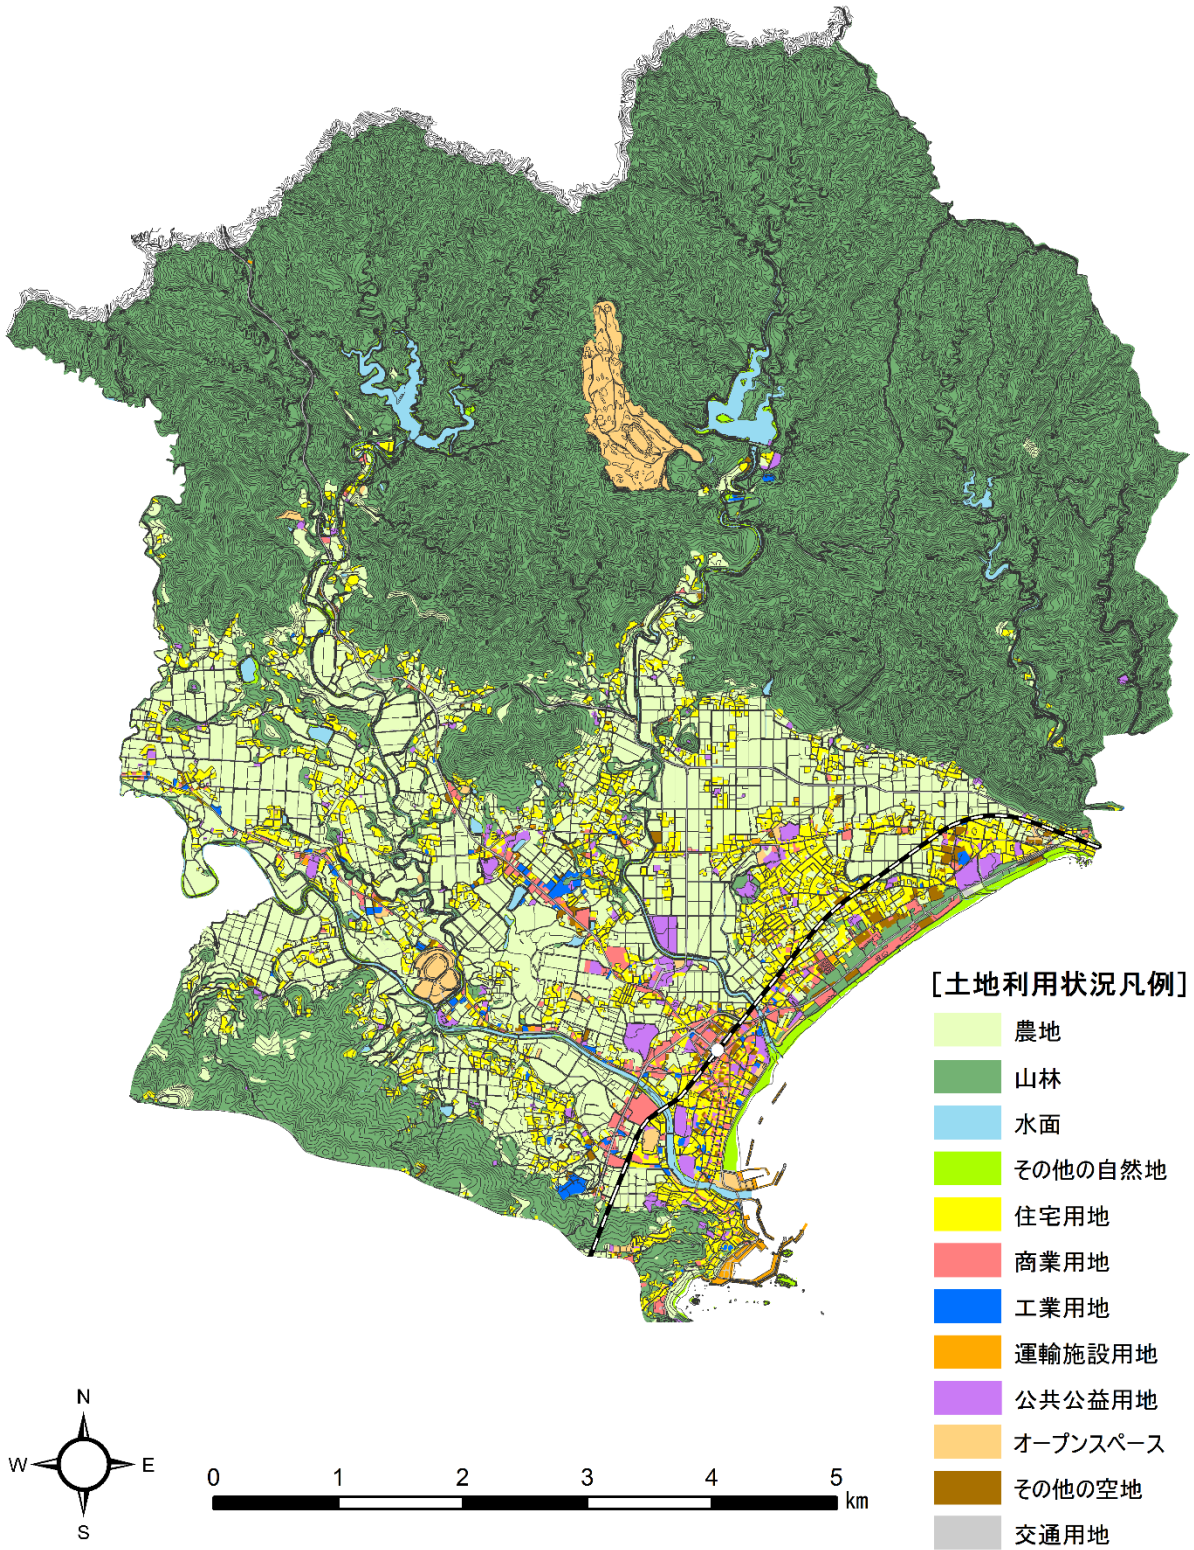 [土地利用状況凡例]
農地
山林
水面
その他の自然地
住宅用地
商業用地
工業用地
運輸施設用地
公共公益用地
オープンスペース
その他の空地
交通用地
N
W E
S
0 1 2 3 4 5
km